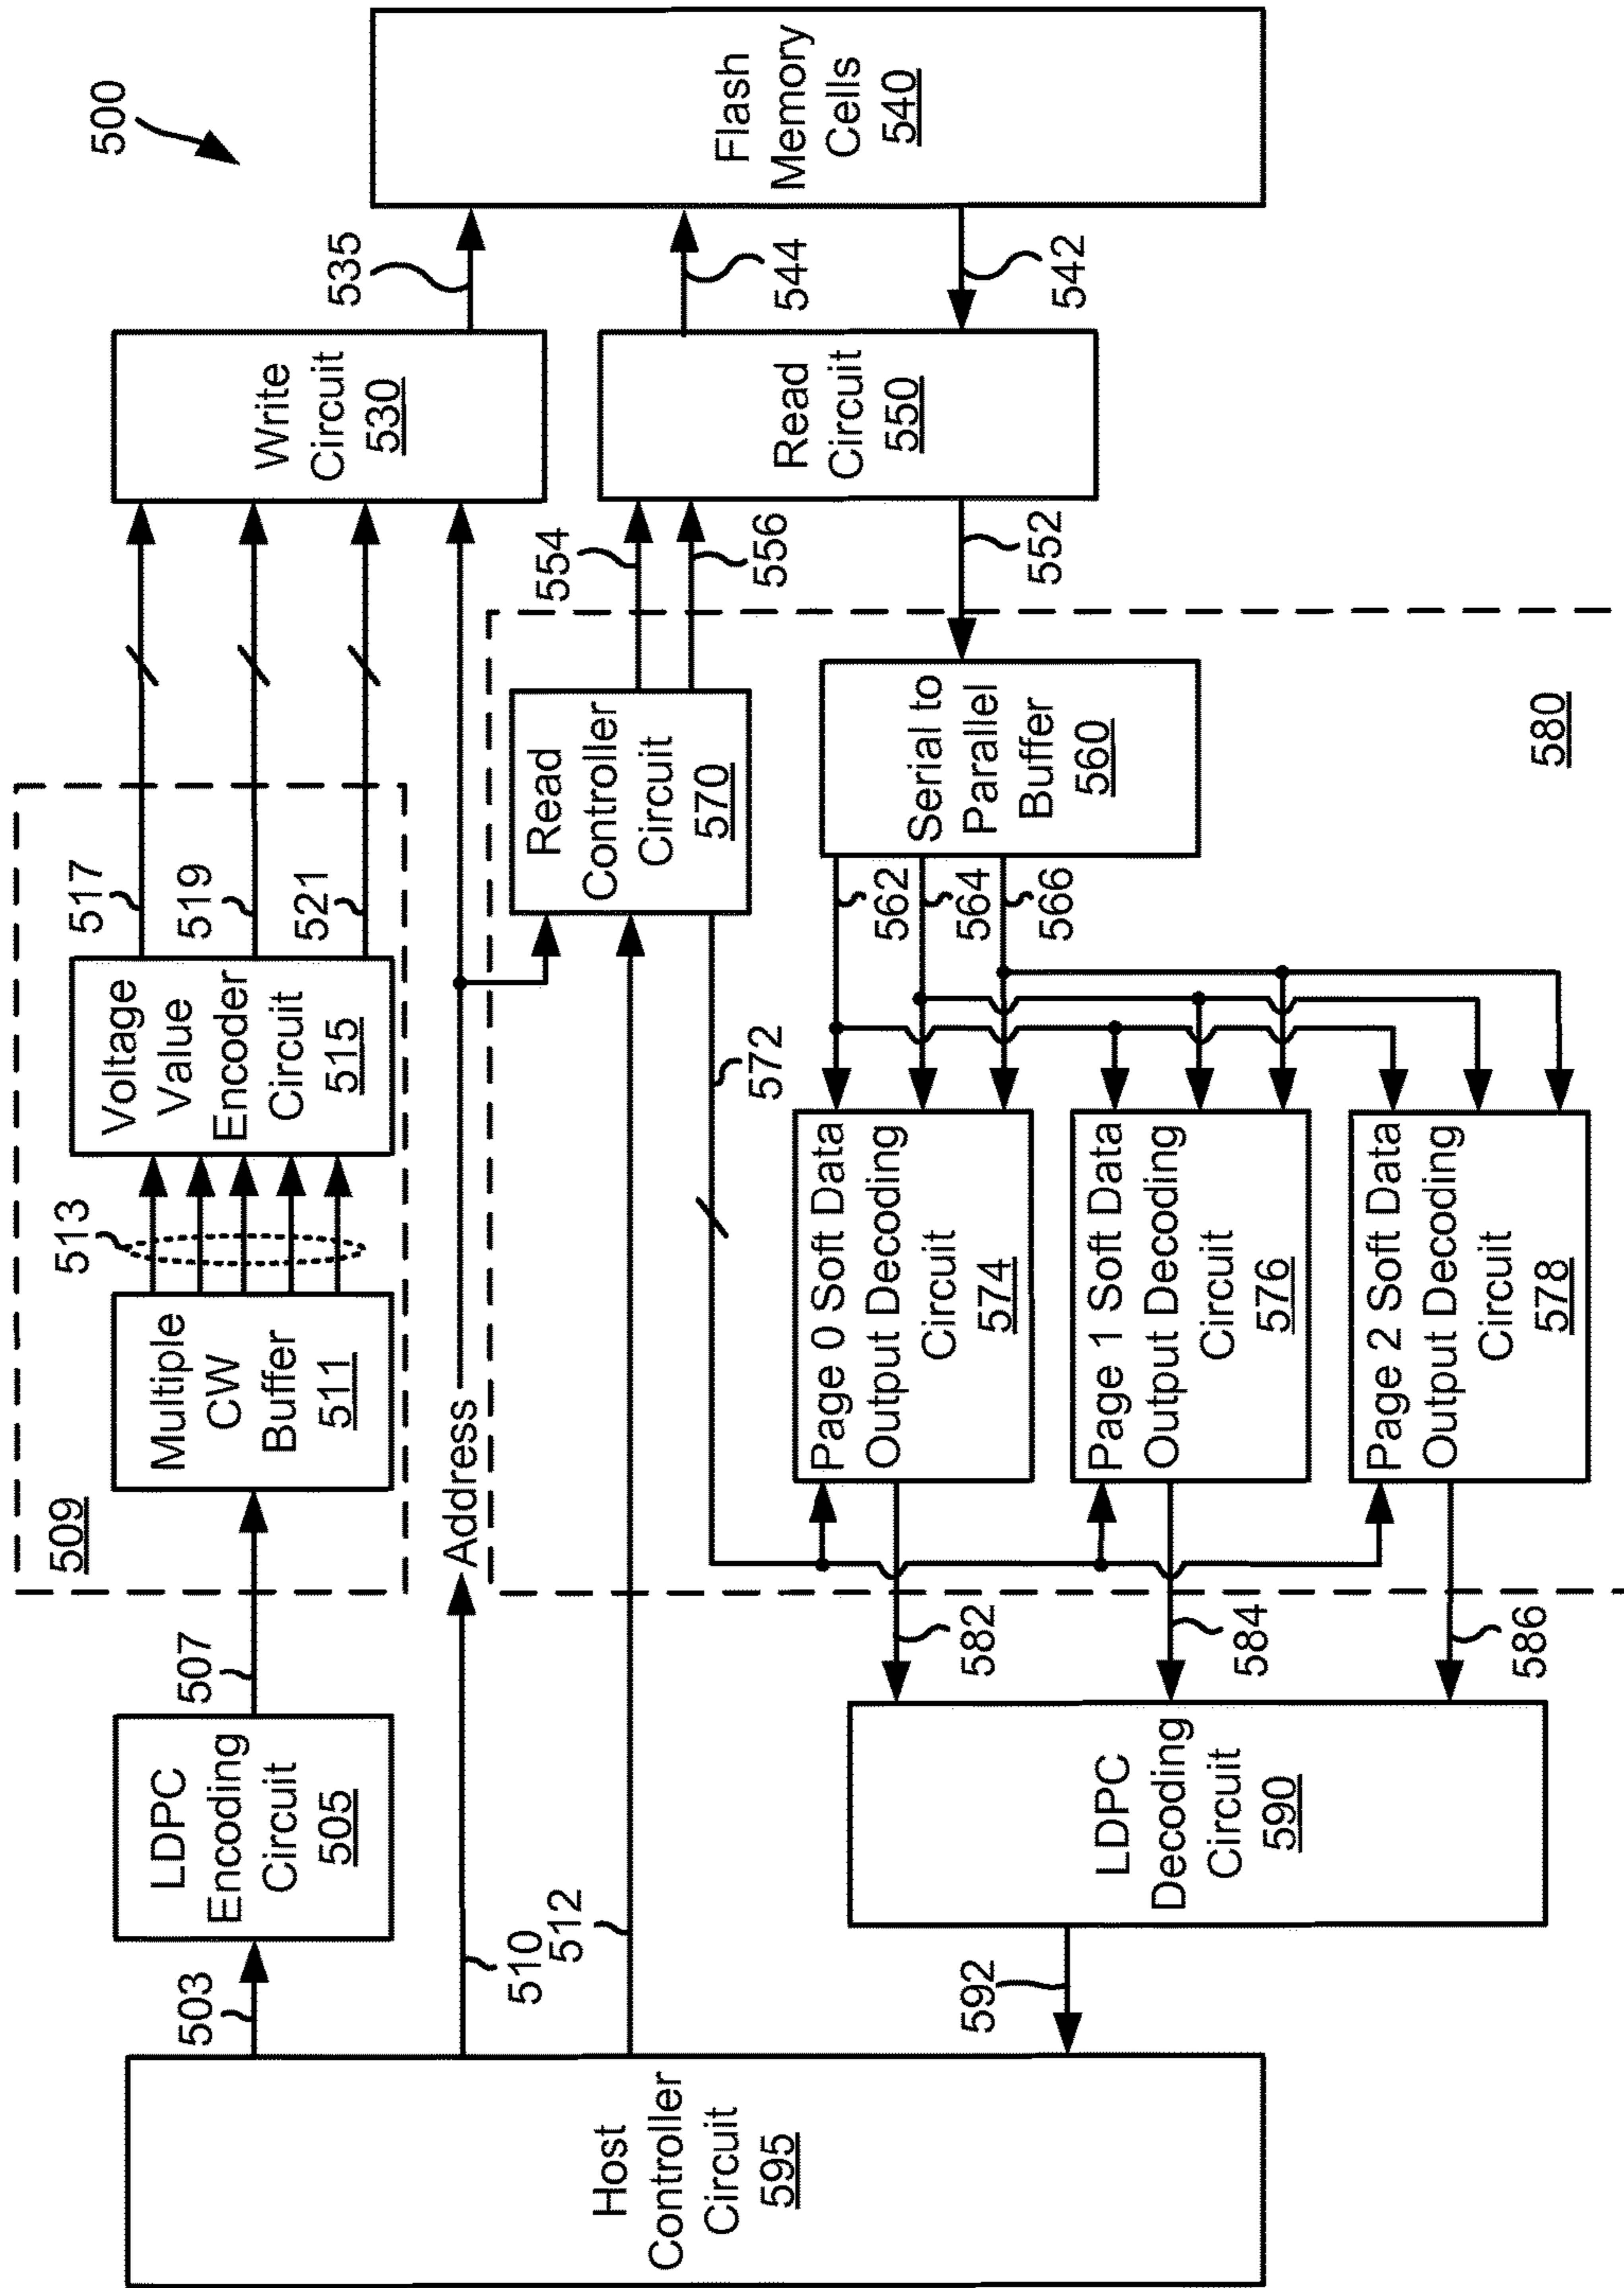 500
Host
Controller
Circuit
595
503
LDPC
Encoding
Circuit
505
507
509
Multiple
CW
Buffer
511
513
Voltage
Value
Encoder
Circuit
515
517
519
521
Write
Circuit
530
535
Flash
Memory
Cells
540
510
Address
512
Read
Controller
Circuit
570
554
556
Read
Circuit
550
544
542
552
572
Serial to
Parallel
Buffer
560
562
564
566
580
Page 0 Soft Data
Output Decoding
Circuit
574
Page 1 Soft Data
Output Decoding
Circuit
576
Page 2 Soft Data
Output Decoding
Circuit
578
582
584
586
LDPC
Decoding
Circuit
590
592